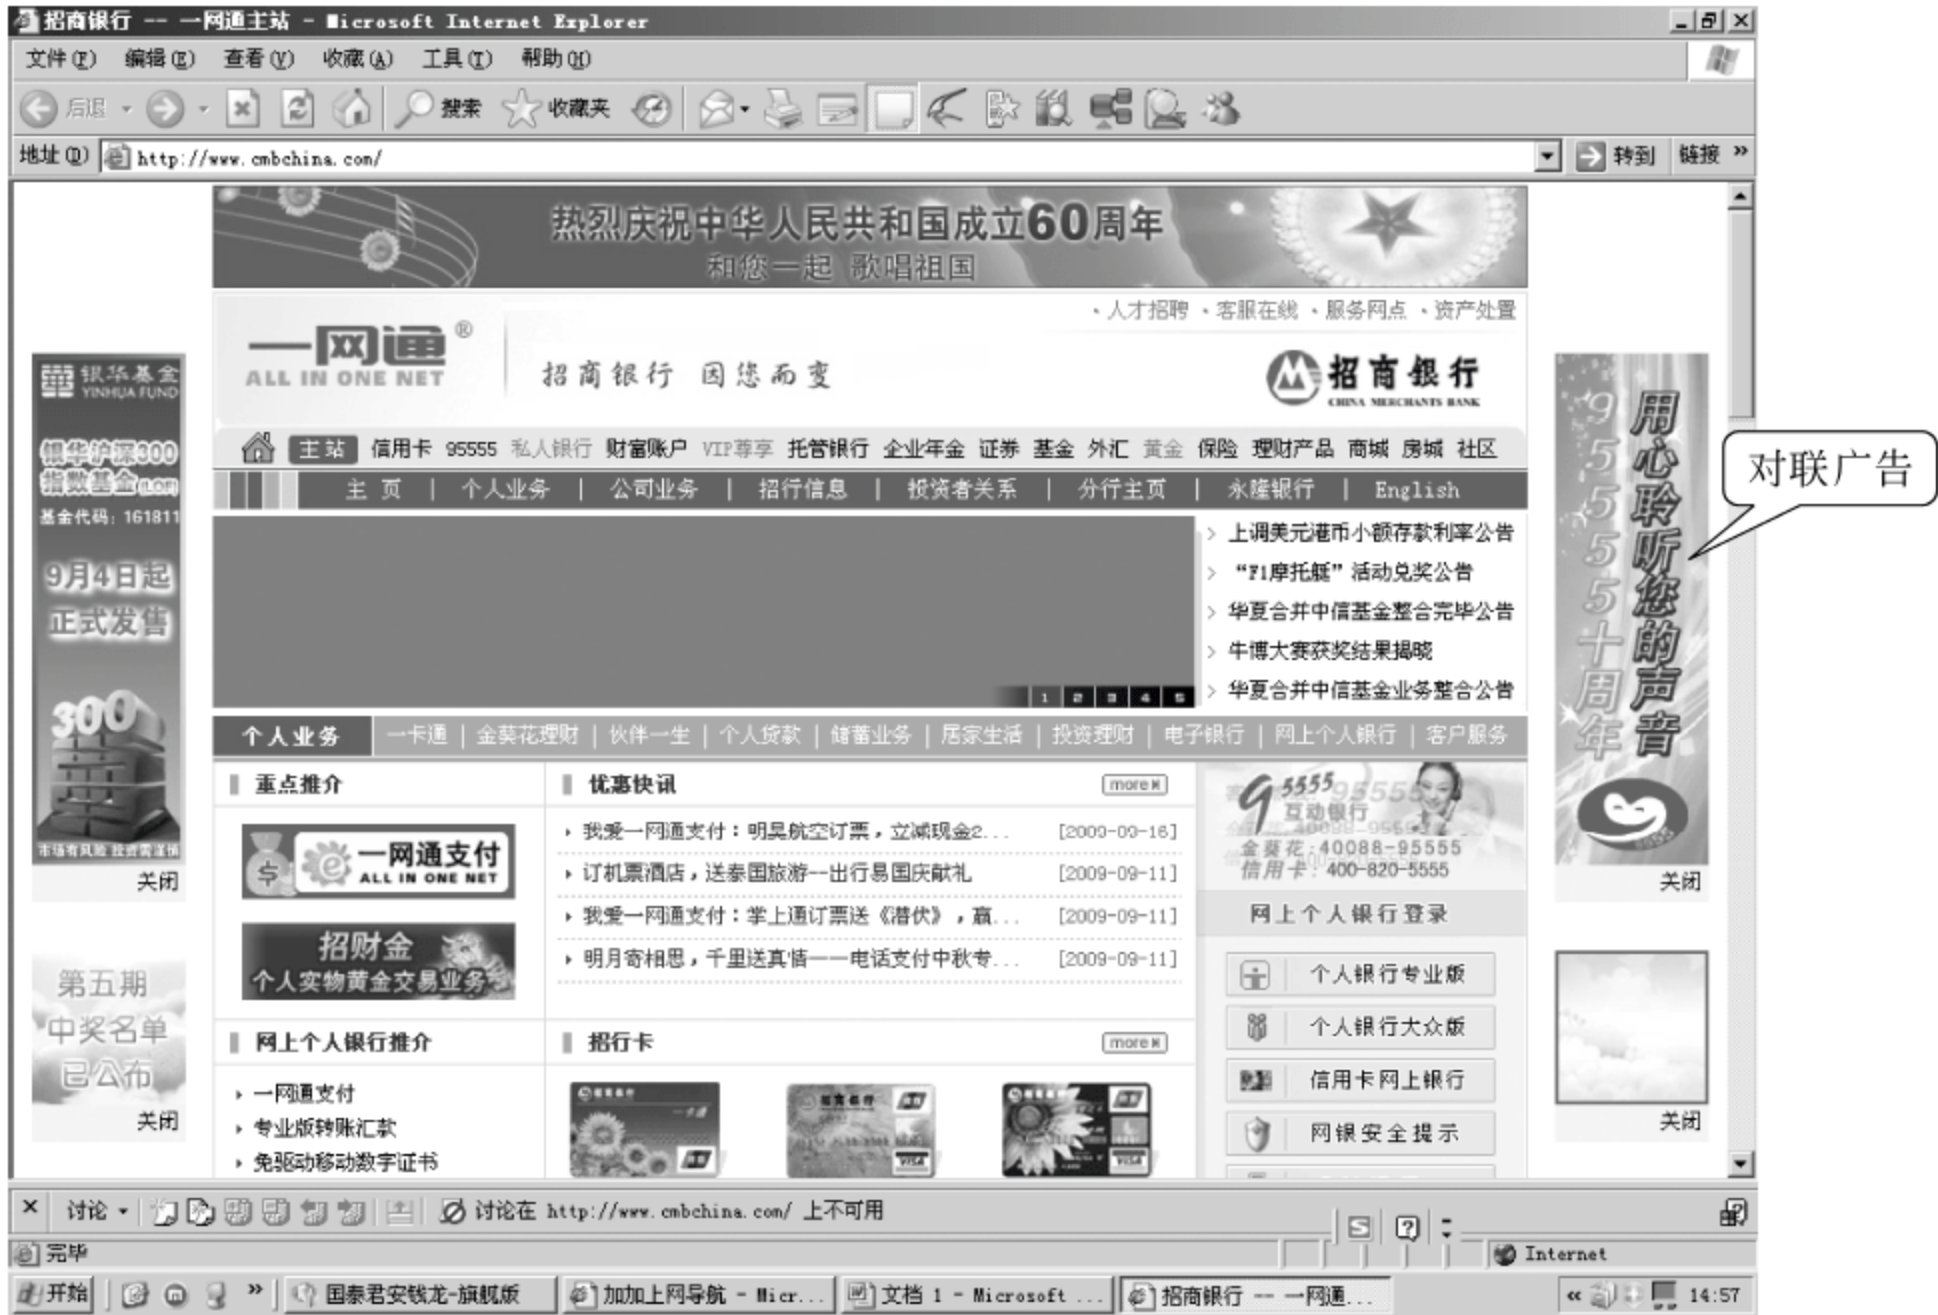 招商银行 -- 一网通主站 - Microsoft Internet Explorer
文件(F) 编辑(E) 查看(V) 收藏(A) 工具(T) 帮助(H)
后退 搜索 收藏夹
地址(D) http://www.cmbchina.com/ 转到 链接 »
热烈庆祝中华人民共和国成立60周年
和您一起 歌唱祖国
· 人才招聘 · 客服在线 · 服务网点 · 资产处置
一网通®
ALL IN ONE NET
招商银行 因您而变
招商银行
CHINA MERCHANTS BANK
主站 信用卡 95555 私人银行 财富账户 VIP尊享 托管银行 企业年金 证券 基金 外汇 黄金 保险 理财产品 商城 房城 社区
主 页 | 个人业务 | 公司业务 | 招行信息 | 投资者关系 | 分行主页 | 永隆银行 | English
银华基金
YINHUA FUND
银华沪深300
指数基金(LOF)
基金代码：161811
9月4日起
正式发售
300
市场有风险 投资需谨慎
关闭
第五期
中奖名单
已公布
关闭
> 上调美元港币小额存款利率公告
> “F1摩托艇”活动兑奖公告
> 华夏合并中信基金整合完毕公告
> 牛博大赛获奖结果揭晓
> 华夏合并中信基金业务整合公告
1 2 3 4 5
个人业务 一卡通 | 金葵花理财 | 伙伴一生 | 个人贷款 | 储蓄业务 | 居家生活 | 投资理财 | 电子银行 | 网上个人银行 | 客户服务
重点推介
一网通支付
ALL IN ONE NET
招财金
个人实物黄金交易业务
优惠快讯 more
我爱一网通支付：明昊航空订票，立减现金2... [2009-09-16]
订机票酒店，送泰国旅游--出行易国庆献礼 [2009-09-11]
我爱一网通支付：掌上通订票送《潜伏》，赢... [2009-09-11]
明月寄相思，千里送真情——电话支付中秋专... [2009-09-11]
95555
互动银行
金葵花:40088-95555
信用卡: 400-820-5555
网上个人银行登录
个人银行专业版
个人银行大众版
信用卡网上银行
网银安全提示
网上个人银行推介
一网通支付
专业版转账汇款
免驱动移动数字证书
招行卡 more
招商银行
VISA
VISA
用心聆听您的声音
95555十周年
关闭
关闭
对联广告
× 讨论 讨论在 http://www.cmbchina.com/ 上不可用
完毕 Internet
开始 » 国泰君安钱龙-旗舰版 加加上网导航 - Micr... 文档 1 - Microsoft ... 招商银行 -- 一网通... « 14:57